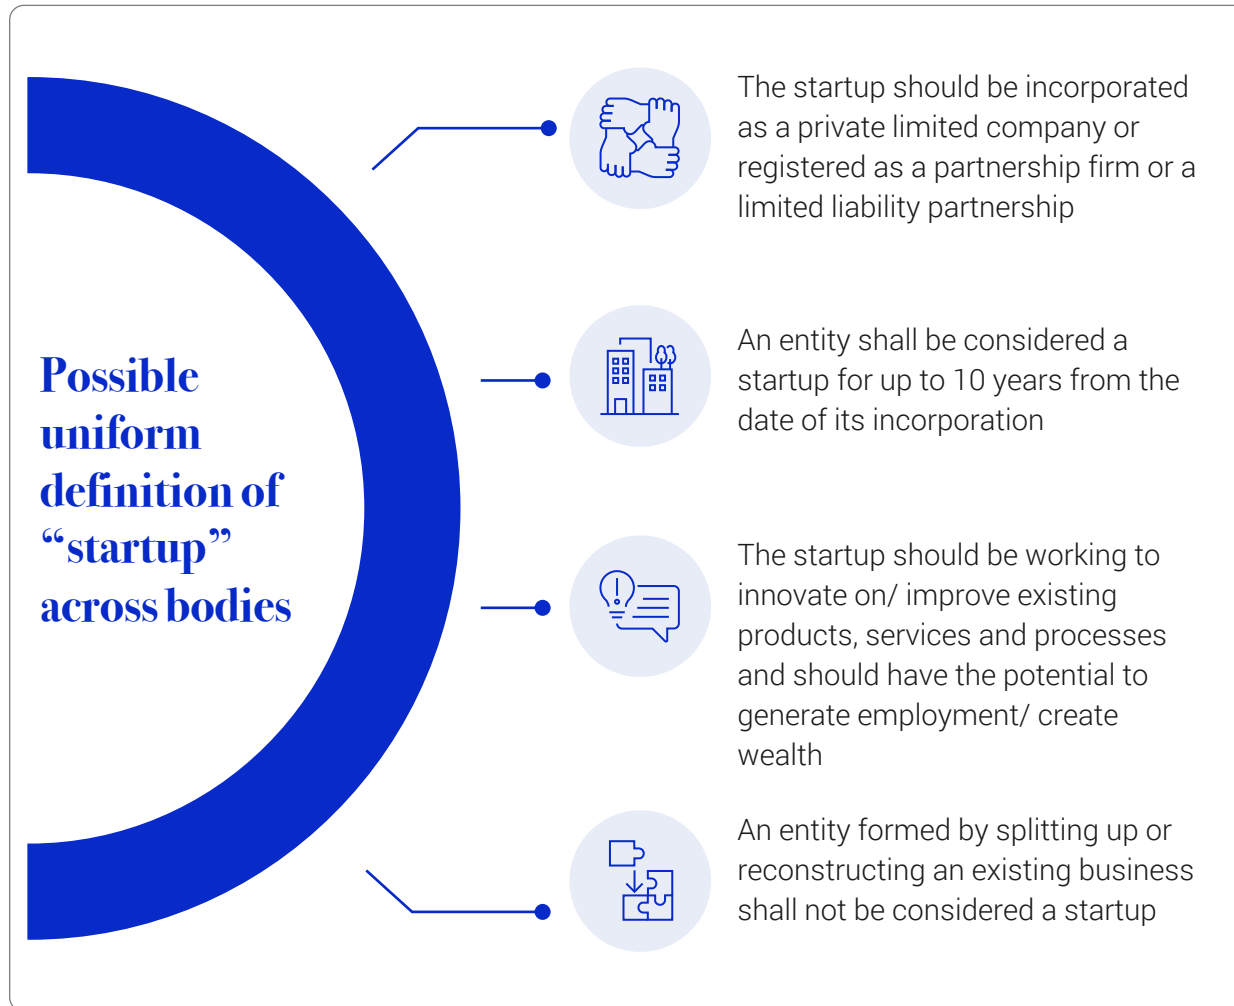 Possible
uniform
definition of
“startup”
across bodies
The startup should be incorporated
as a private limited company or
registered as a partnership firm or a
limited liability partnership
An entity shall be considered a
startup for up to 10 years from the
date of its incorporation
The startup should be working to
innovate on/ improve existing
products, services and processes
and should have the potential to
generate employment/ create
wealth
An entity formed by splitting up or
reconstructing an existing business
shall not be considered a startup